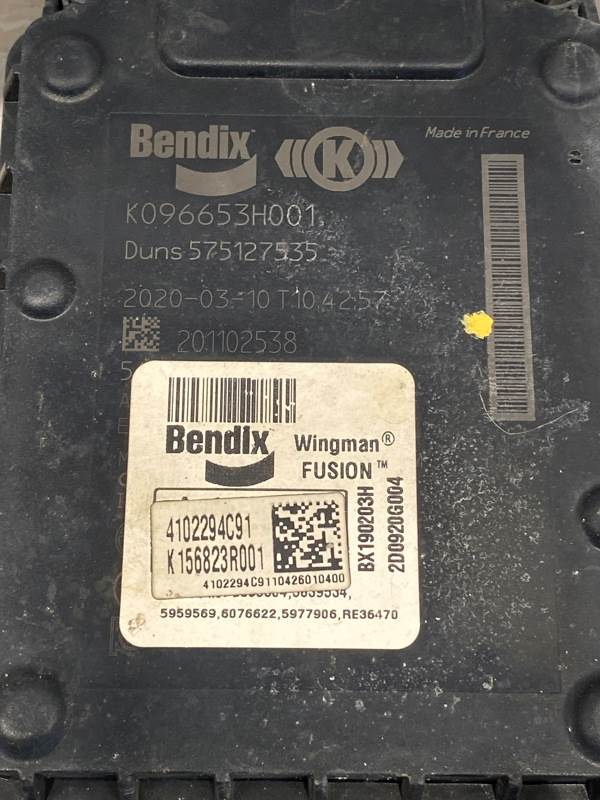 Bendix
K
Made in France
K096653H001
Duns 575127535
2020-03-10 T10 42 57
201102538
Bendix
Wingman®
FUSION™
4102294C91
K156823R001
4102294C9110426010400
BX190203H
2D0920G004
5959569,6076622,5977906,RE36470